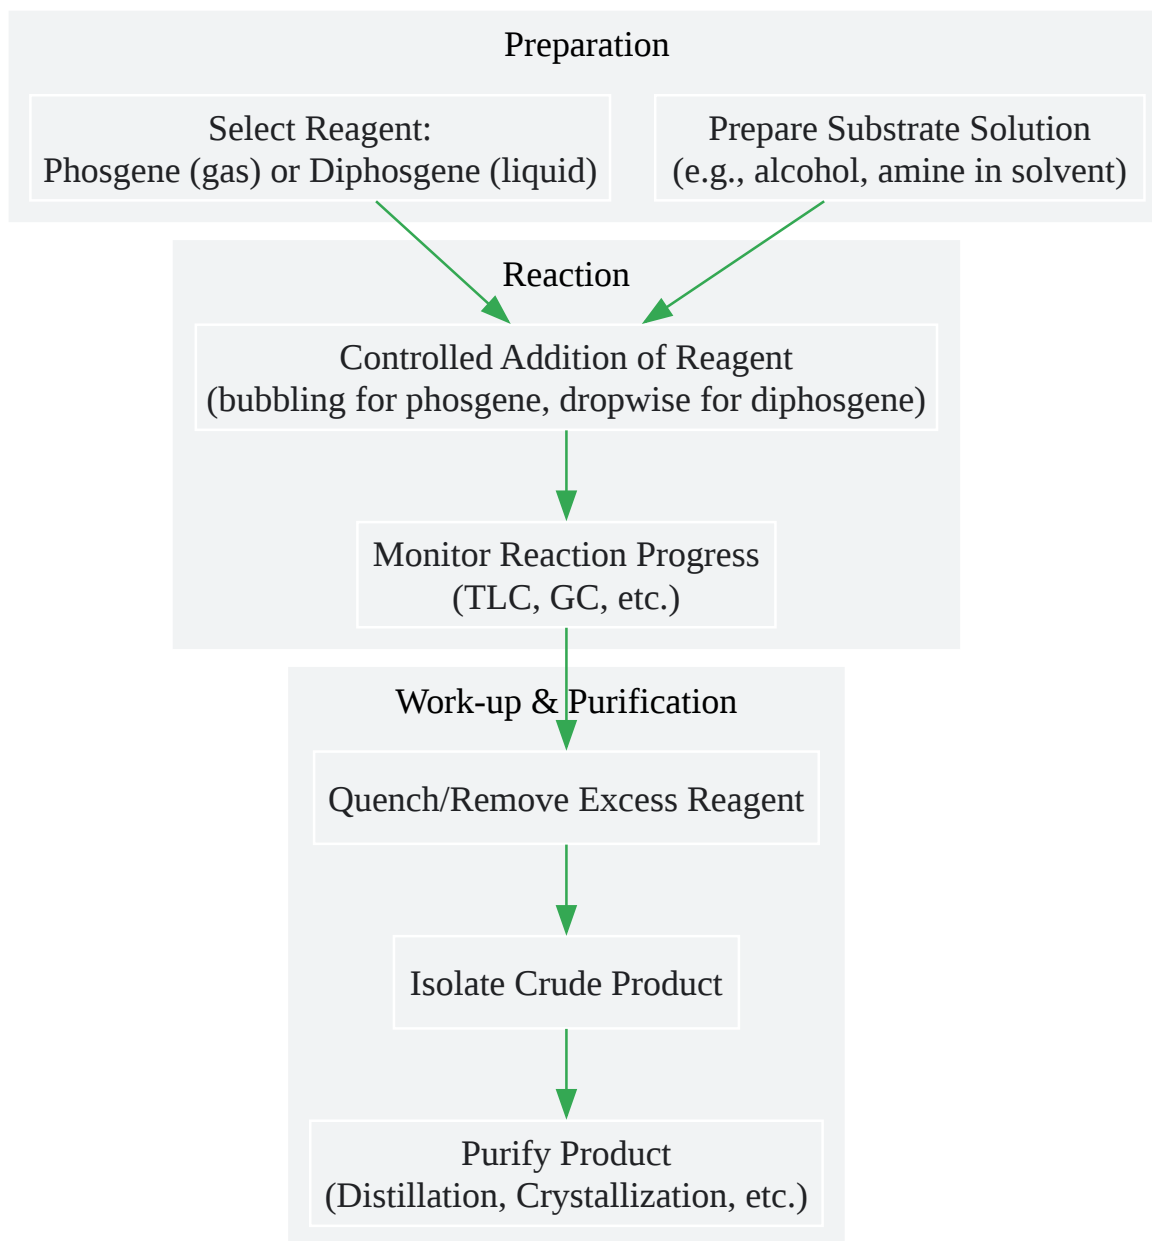 Preparation
Select Reagent:
Phosgene (gas) or Diphosgene (liquid)
Prepare Substrate Solution
(e.g., alcohol, amine in solvent)
Reaction
Controlled Addition of Reagent
(bubbling for phosgene, dropwise for diphosgene)
Monitor Reaction Progress
(TLC, GC, etc.)
Work-up & Purification
Quench/Remove Excess Reagent
Isolate Crude Product
Purify Product
(Distillation, Crystallization, etc.)